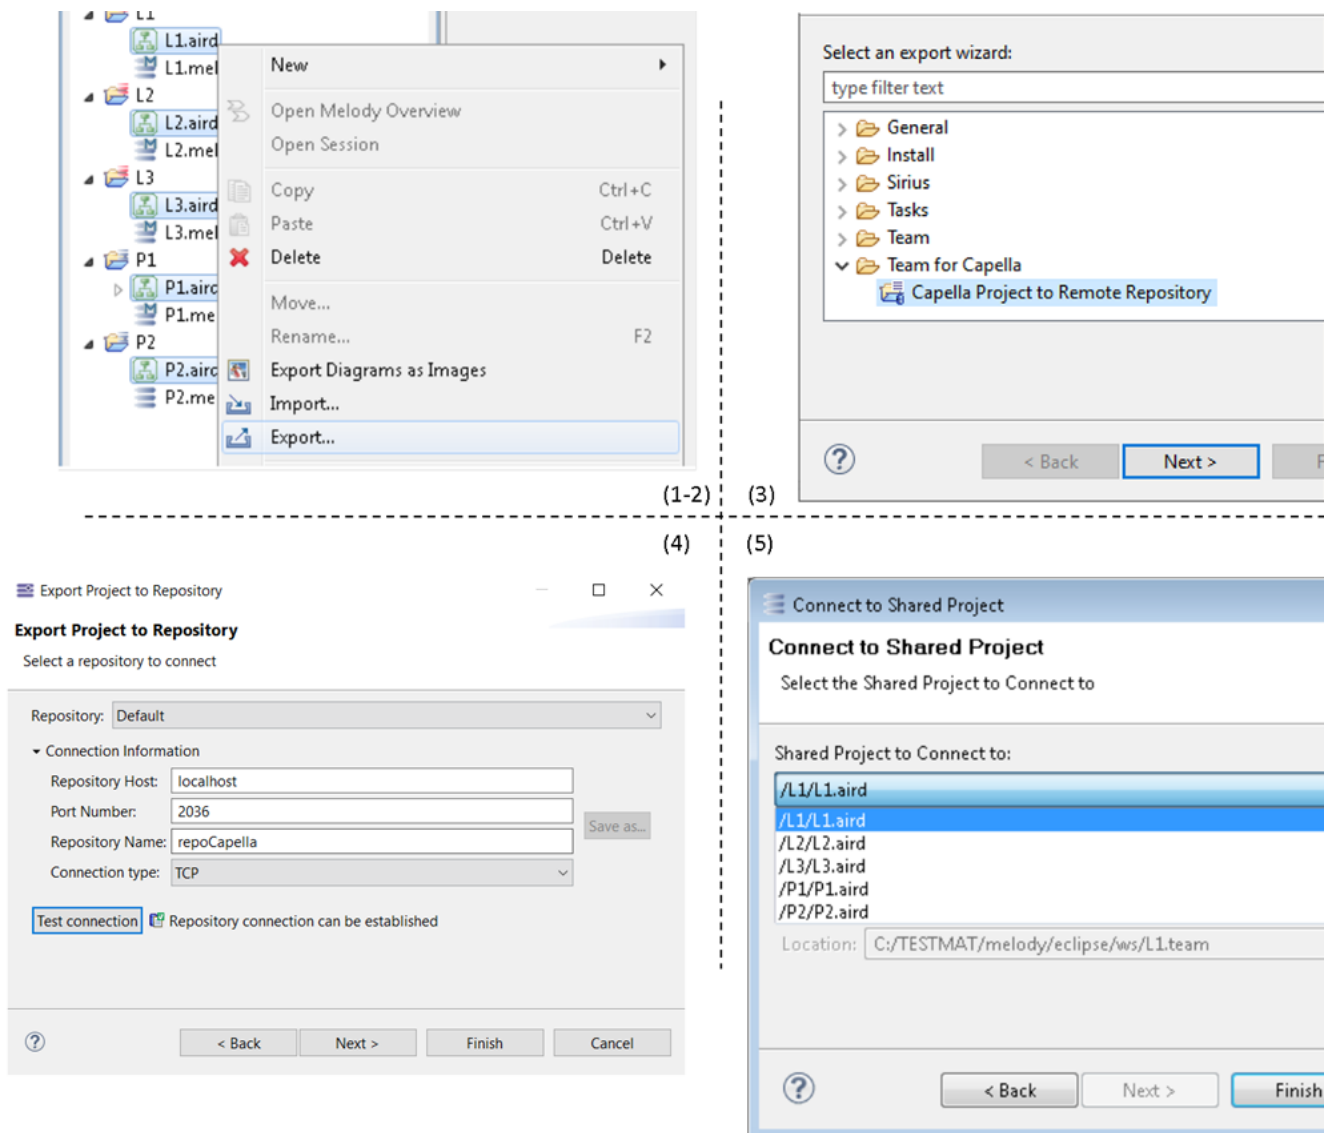 L1
L1.aird
L1.mel
L2
L2.aird
L2.mel
L3
L3.aird
L3.mel
P1
P1.aird
P1.me
P2
P2.aird
P2.me
New
Open Melody Overview
Open Session
Copy Ctrl+C
Paste Ctrl+V
Delete Delete
Move...
Rename... F2
Export Diagrams as Images
Import...
Export...
(1-2)
Select an export wizard:
type filter text
General
Install
Sirius
Tasks
Team
Team for Capella
Capella Project to Remote Repository
< Back Next > F
(3)
(4)
Export Project to Repository
Export Project to Repository
Select a repository to connect
Repository: Default
Connection Information
Repository Host: localhost
Port Number: 2036
Repository Name: repoCapella
Save as...
Connection type: TCP
Test connection Repository connection can be established
< Back Next > Finish Cancel
(5)
Connect to Shared Project
Connect to Shared Project
Select the Shared Project to Connect to
Shared Project to Connect to:
/L1/L1.aird
/L1/L1.aird
/L2/L2.aird
/L3/L3.aird
/P1/P1.aird
/P2/P2.aird
Location: C:/TESTMAT/melody/eclipse/ws/L1.team
< Back Next > Finish